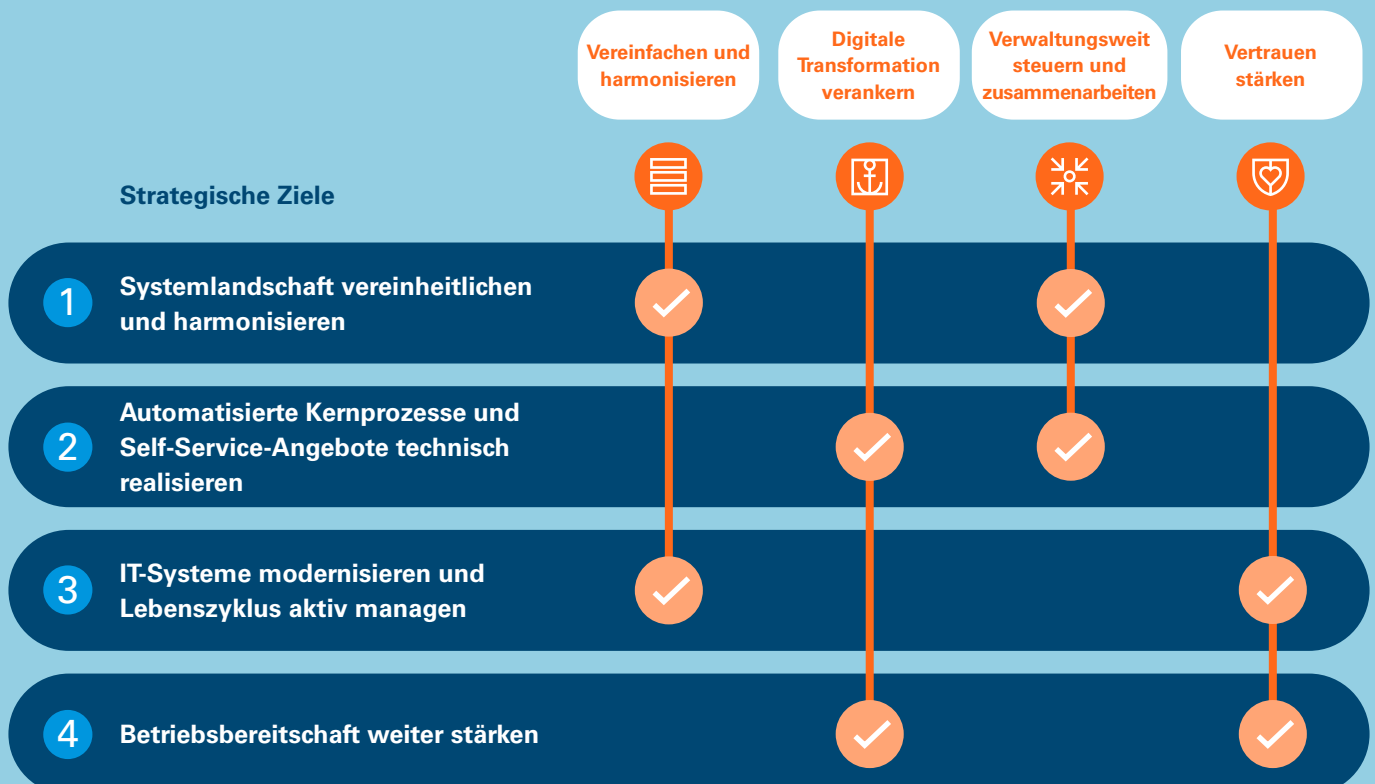 Vereinfachen und
harmonisieren
Digitale
Transformation
verankern
Verwaltungsweit
steuern und
zusammenarbeiten
Vertrauen
stärken
Strategische Ziele
1
Systemlandschaft vereinheitlichen
und harmonisieren
2
Automatisierte Kernprozesse und
Self-Service-Angebote technisch
realisieren
3
IT-Systeme modernisieren und
Lebenszyklus aktiv managen
4
Betriebsbereitschaft weiter stärken